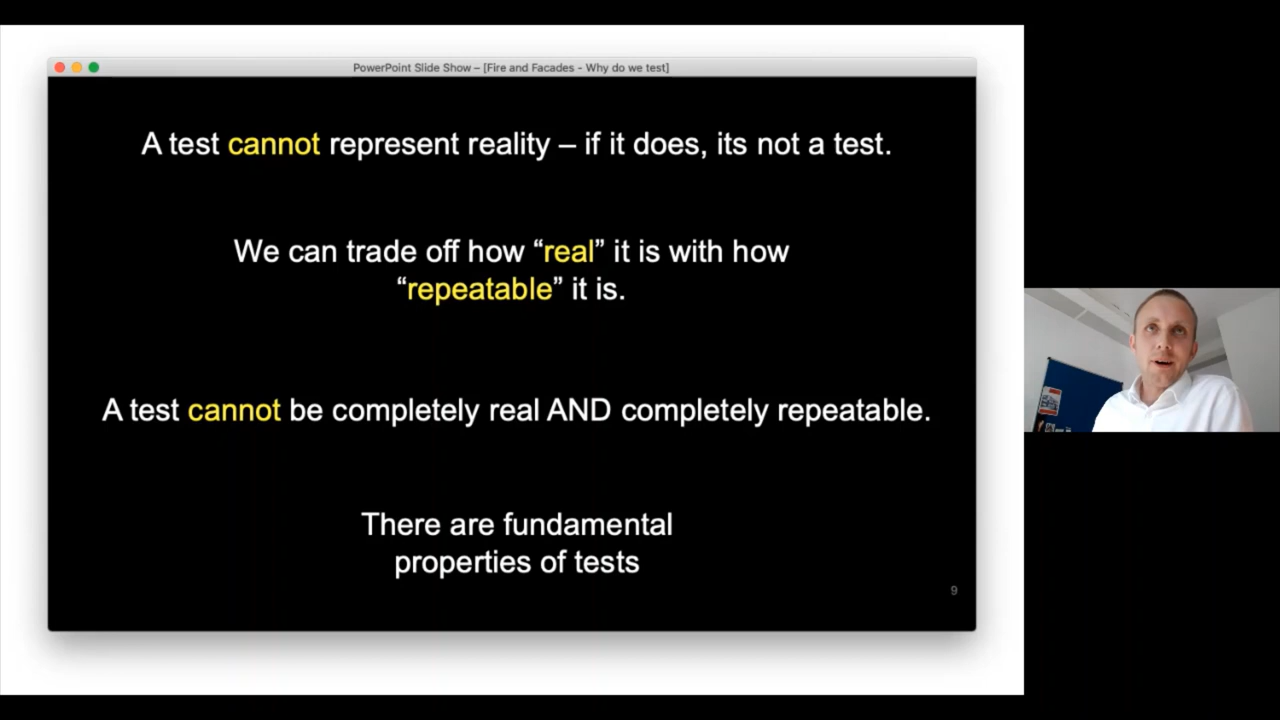 PowerPoint Slide Show – [Fire and Facades - Why do we test]
A test cannot represent reality – if it does, its not a test.
We can trade off how “real” it is with how
“repeatable” it is.
A test cannot be completely real AND completely repeatable.
There are fundamental
properties of tests
9